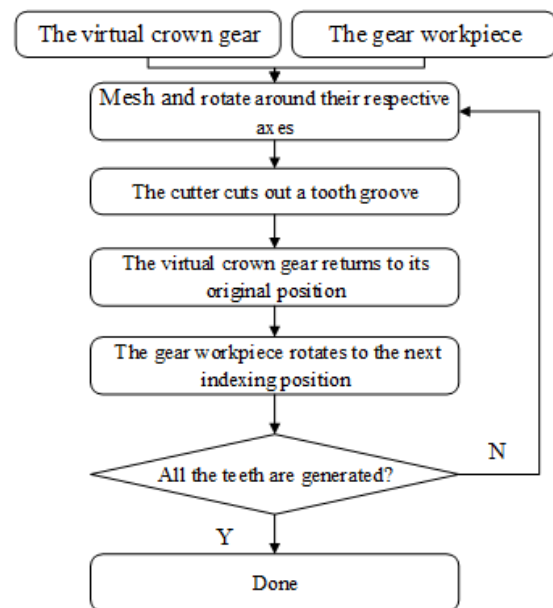 The virtual crown gear
The gear workpiece
Mesh and rotate around their respective
axes
The cutter cuts out a tooth groove
The virtual crown gear returns to its
original position
The gear workpiece rotates to the next
indexing position
All the teeth are generated?
N
Y
Done